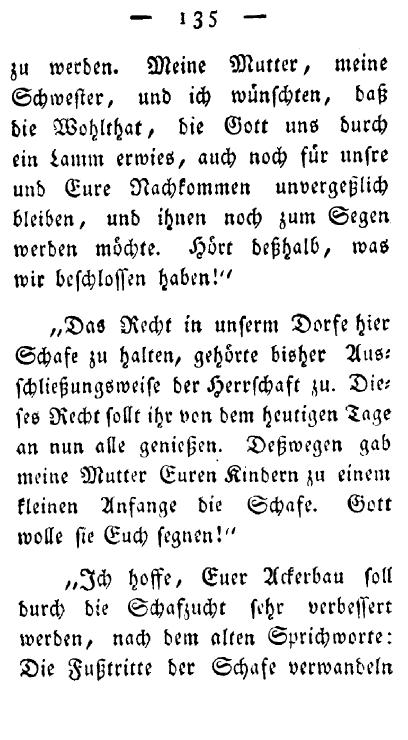 — 135 —
zu werden. Meine Mutter, meine
Schwester, und ich wünschten, daß
die Wohlthat, die Gott uns durch
ein Lamm erwies, auch noch für unsre
und Eure Nachkommen unvergeßlich
bleiben, und ihnen noch zum Segen
werden möchte. Hört deßhalb, was
wir beschlossen haben!“
„Das Recht in unserm Dorfe hier
Schafe zu halten, gehörte bisher Aus-
schließungsweise der Herrschaft zu. Die-
ses Recht sollt ihr von dem heutigen Tage
an nun alle genießen. Deßwegen gab
meine Mutter Euren Kindern zu einem
kleinen Anfange die Schafe. Gott
wolle sie Euch segnen!“
„Ich hoffe, Euer Ackerbau soll
durch die Schafzucht sehr verbessert
werden, nach dem alten Sprichworte:
Die Fußtritte der Schafe verwandeln